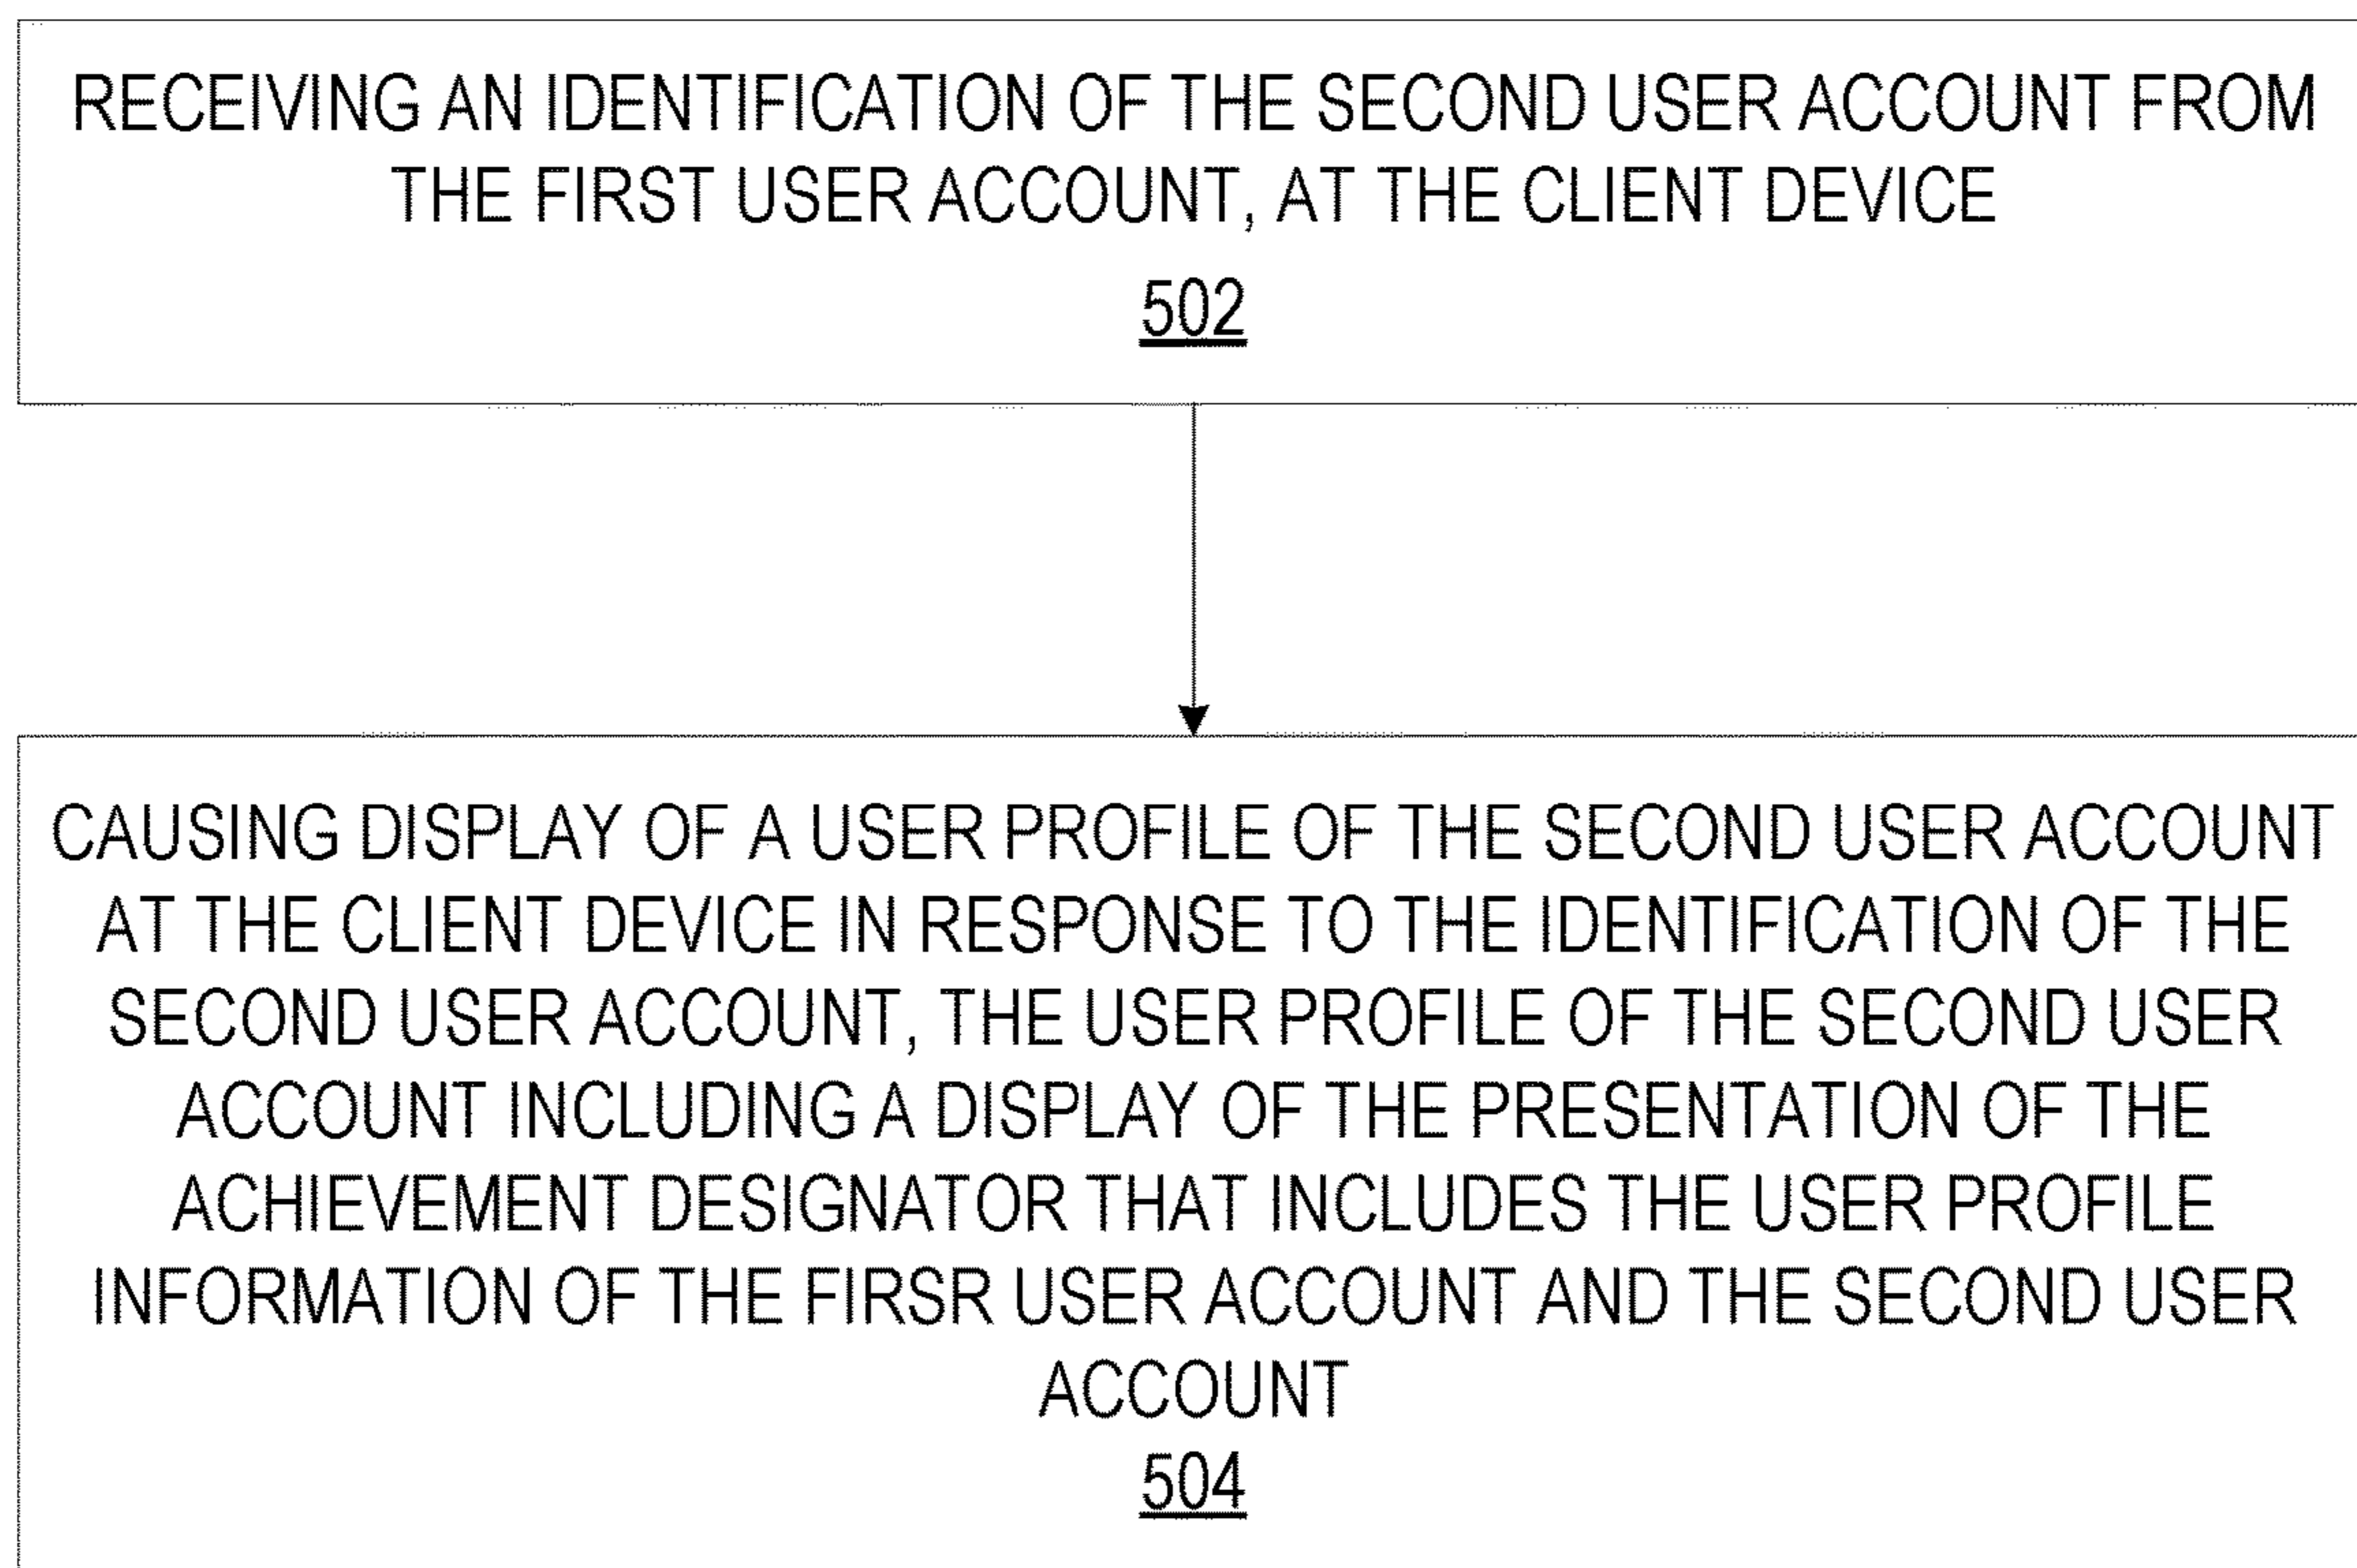 RECEIVING AN IDENTIFICATION OF THE SECOND USER ACCOUNT FROM
THE FIRST USER ACCOUNT, AT THE CLIENT DEVICE
502
CAUSING DISPLAY OF A USER PROFILE OF THE SECOND USER ACCOUNT
AT THE CLIENT DEVICE IN RESPONSE TO THE IDENTIFICATION OF THE
SECOND USER ACCOUNT, THE USER PROFILE OF THE SECOND USER
ACCOUNT INCLUDING A DISPLAY OF THE PRESENTATION OF THE
ACHIEVEMENT DESIGNATOR THAT INCLUDES THE USER PROFILE
INFORMATION OF THE FIRSR USER ACCOUNT AND THE SECOND USER
ACCOUNT
504